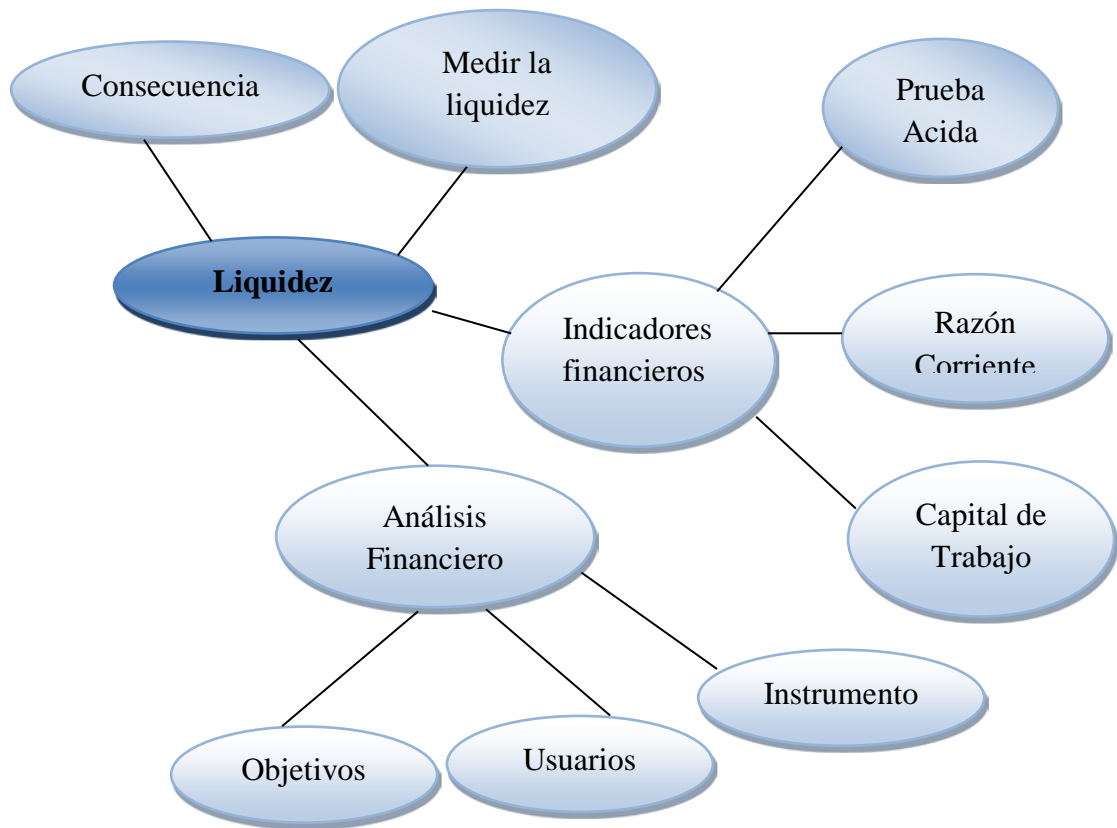 Consecuencia
Medir la
liquidez
Prueba
Acida
Liquidez
Indicadores
financieros
Razón
Corriente
Capital de
Trabajo
Análisis
Financiero
Instrumento
Objetivos
Usuarios